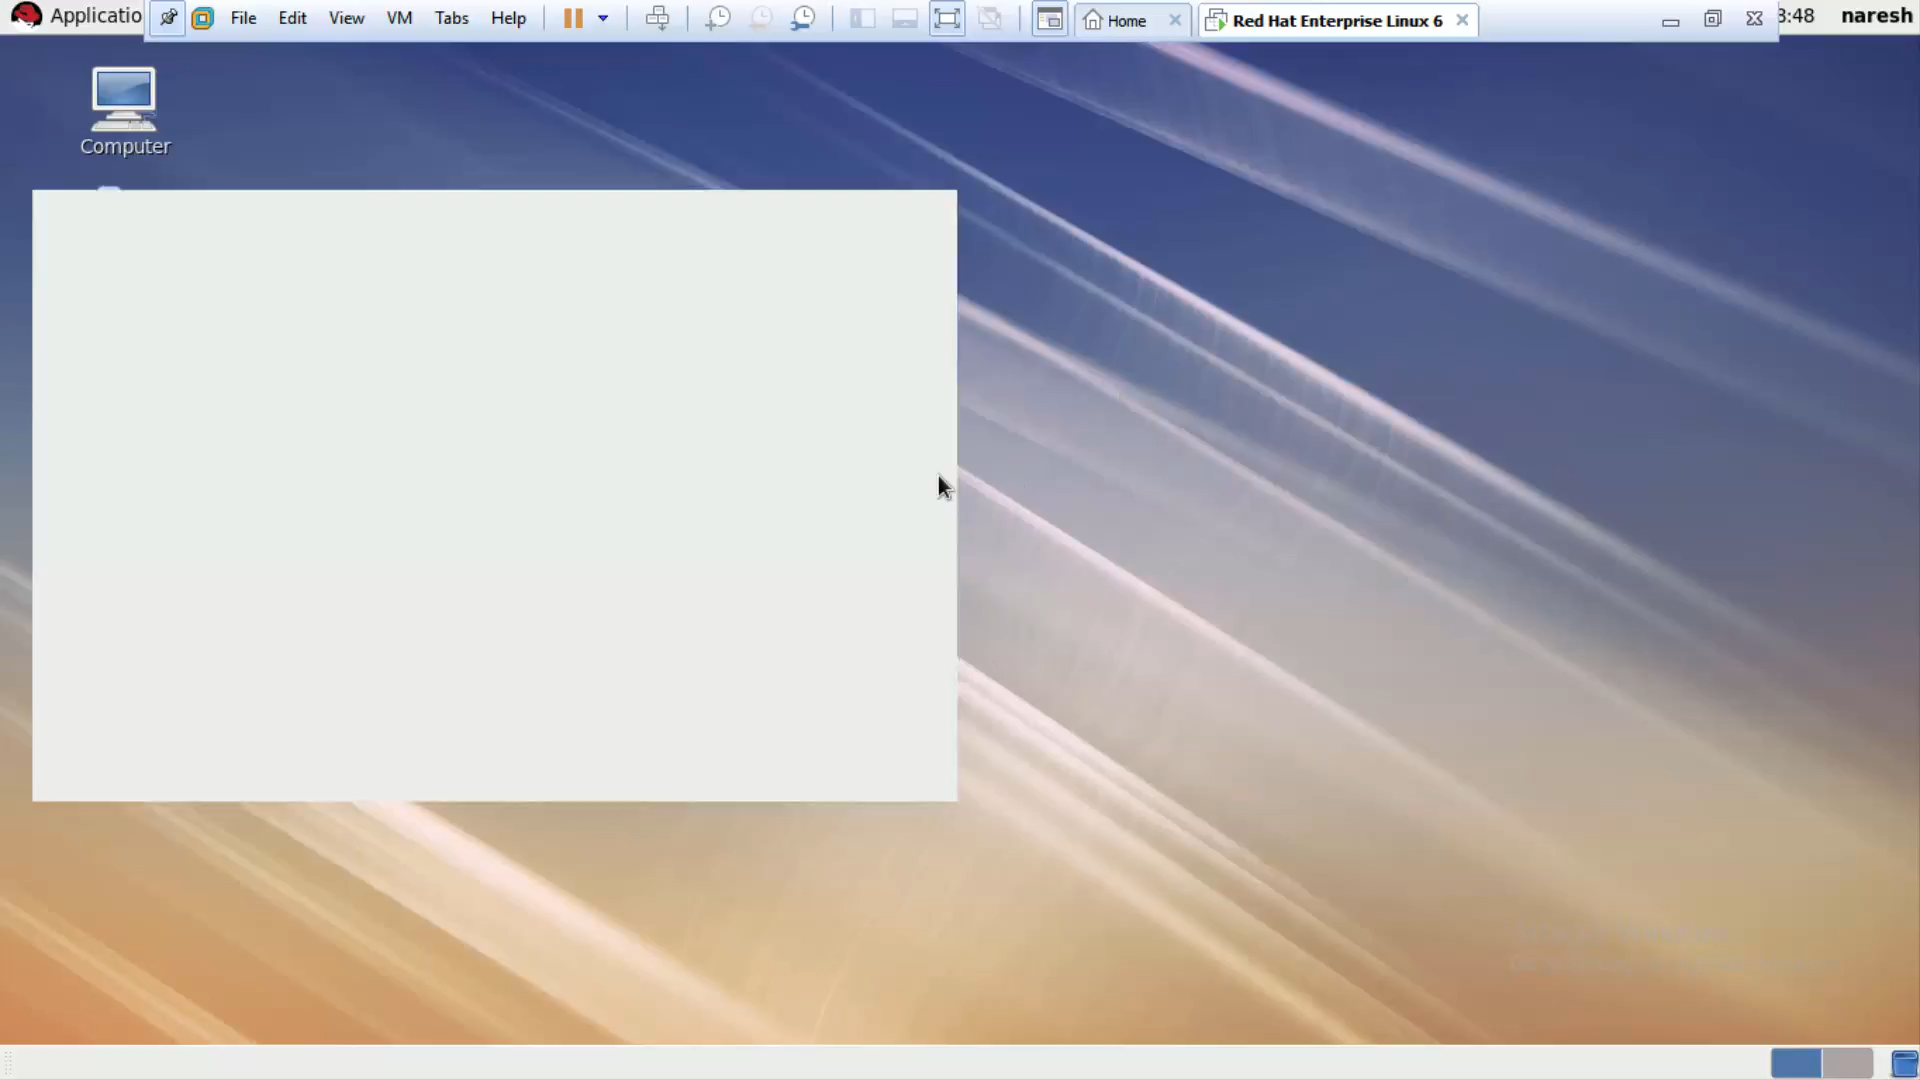 Applicatio File Edit View VM Tabs Help Home Red Hat Enterprise Linux 6 3:48 naresh
Computer